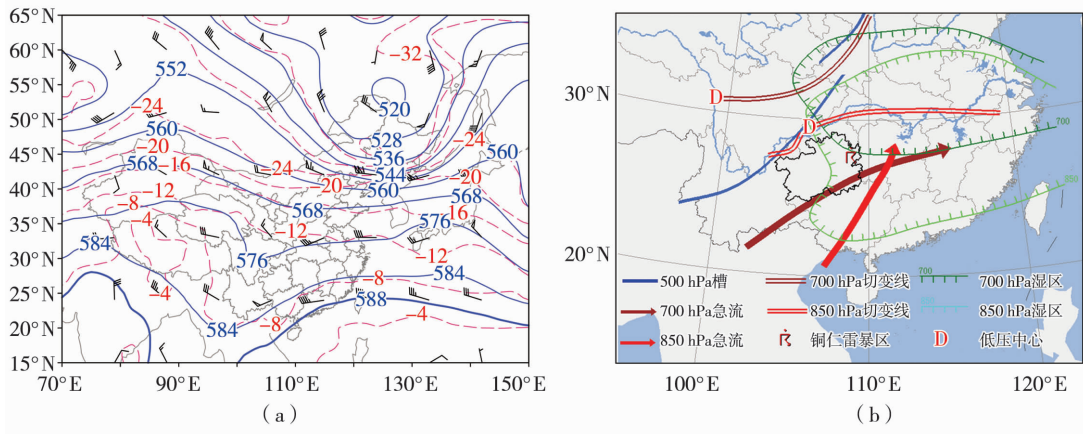 65°N
60°N
55°N
50°N
45°N
40°N
35°N
30°N
25°N
20°N
15°N
70°E
90°E
110°E
130°E
150°E
-32
552
520
-24
528
-24
560
536
-20
560
568
-16
-24
544
-20
-12
-20
560
568
-8
568
16
576
-4
-12
584
576
-12
-8
584
-4
588
584
-8
-4
(a)
30°N
20°N
100°E
110°E
120°E
D
D
700
850
500 hPa槽
700 hPa切变线
700
700 hPa湿区
700 hPa急流
850 hPa切变线
850 hPa湿区
850 hPa急流
铜仁雷暴区
D
低压中心
(b)